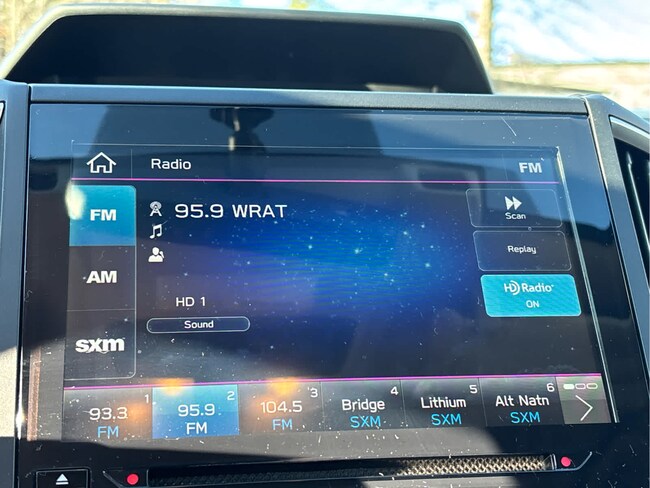 Radio
FM
FM
95.9 WRAT
Scan
AM
Replay
HD Radio
ON
HD 1
Sound
sxm
1
93.3
FM
2
95.9
FM
3
104.5
FM
4
Bridge
SXM
5
Lithium
SXM
6
Alt Natn
SXM